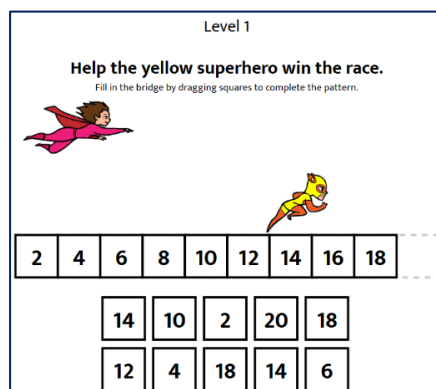 Level 1
Help the yellow superhero win the race.
Fill in the bridge by dragging squares to complete the pattern.
2 4 6 8 10 12 14 16 18
14 10 2 20 18
12 4 18 14 6